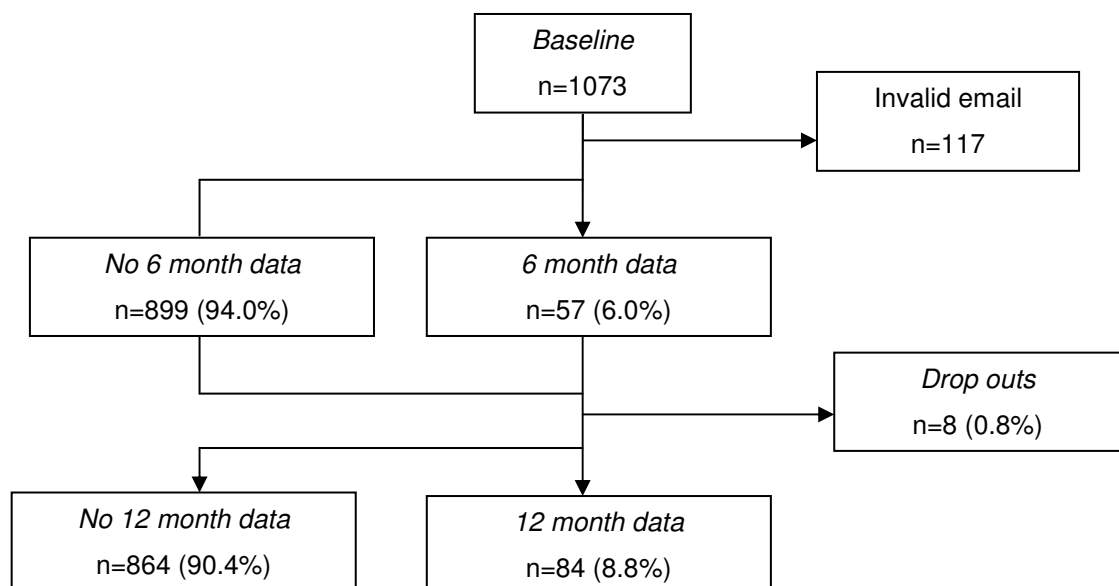 Baseline
n=1073
Invalid email
n=117
No 6 month data
n=899 (94.0%)
6 month data
n=57 (6.0%)
Drop outs
n=8 (0.8%)
No 12 month data
n=864 (90.4%)
12 month data
n=84 (8.8%)